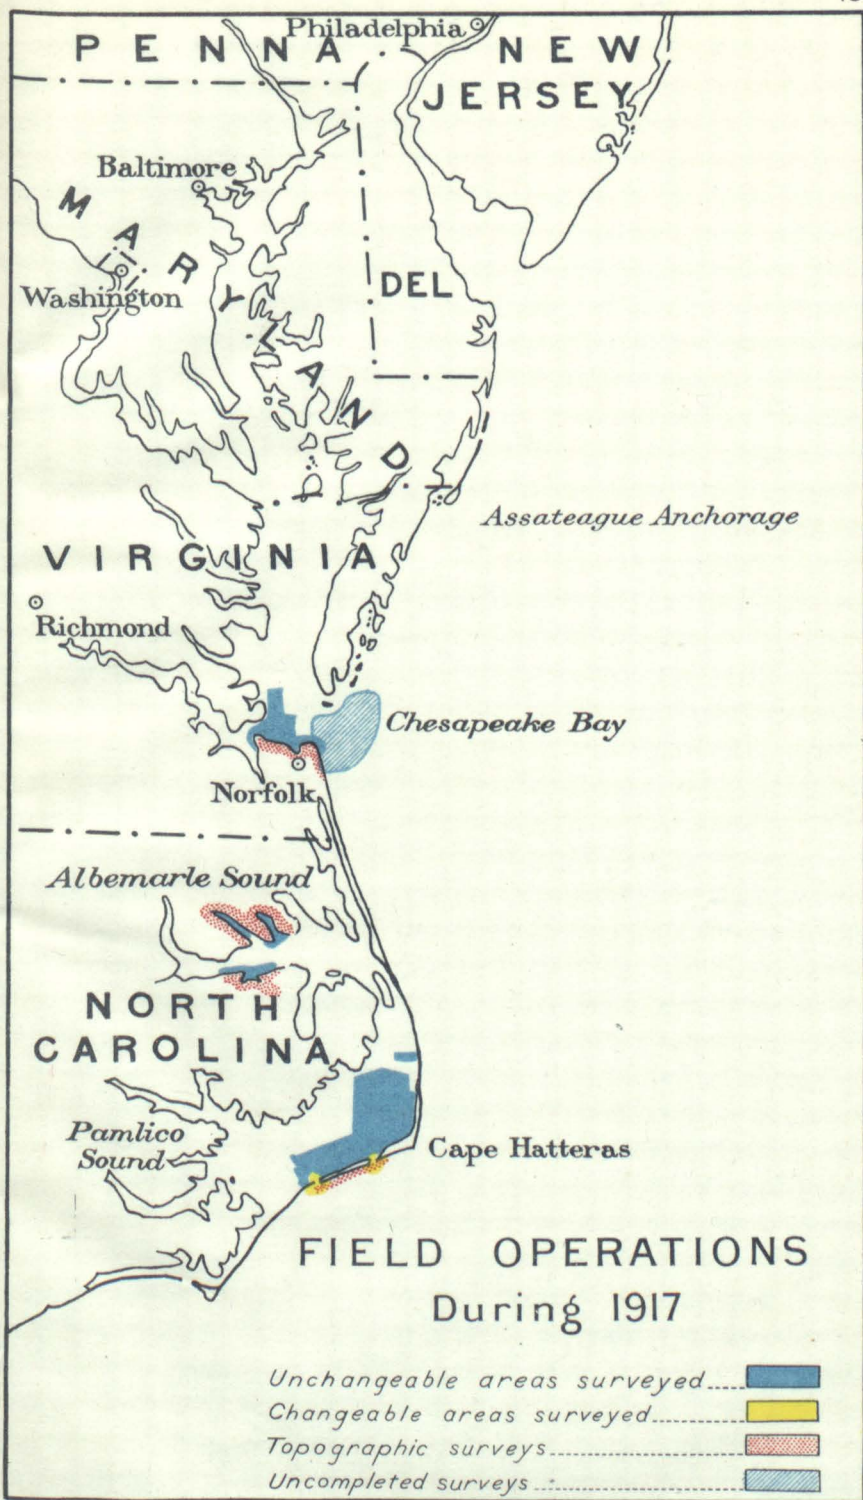 Philadelphia
PENNA
NEW
JERSEY
Baltimore
MARYLAND
Washington
DEL
Assateague Anchorage
VIRGINIA
Richmond
Chesapeake Bay
Norfolk
Albemarle Sound
NORTH
CAROLINA
Pamlico
Sound
Cape Hatteras
FIELD OPERATIONS
During 1917
Unchangeable areas surveyed
Changeable areas surveyed
Topographic surveys
Uncompleted surveys